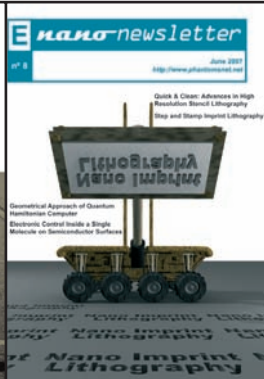 E nano newsletter
nº 8
June 2007
http://www.phantomsnet.net
Quick & Clean: Advances in High
Resolution Stencil Lithography
Step and Stamp Imprint Lithography
Nano Imprint
Lithography
Geometrical Approach of Quantum
Hamiltonian Computer
Electronic Control Inside a Single
Molecule on Semiconductor Surfaces
Nano Imprint
Lithography